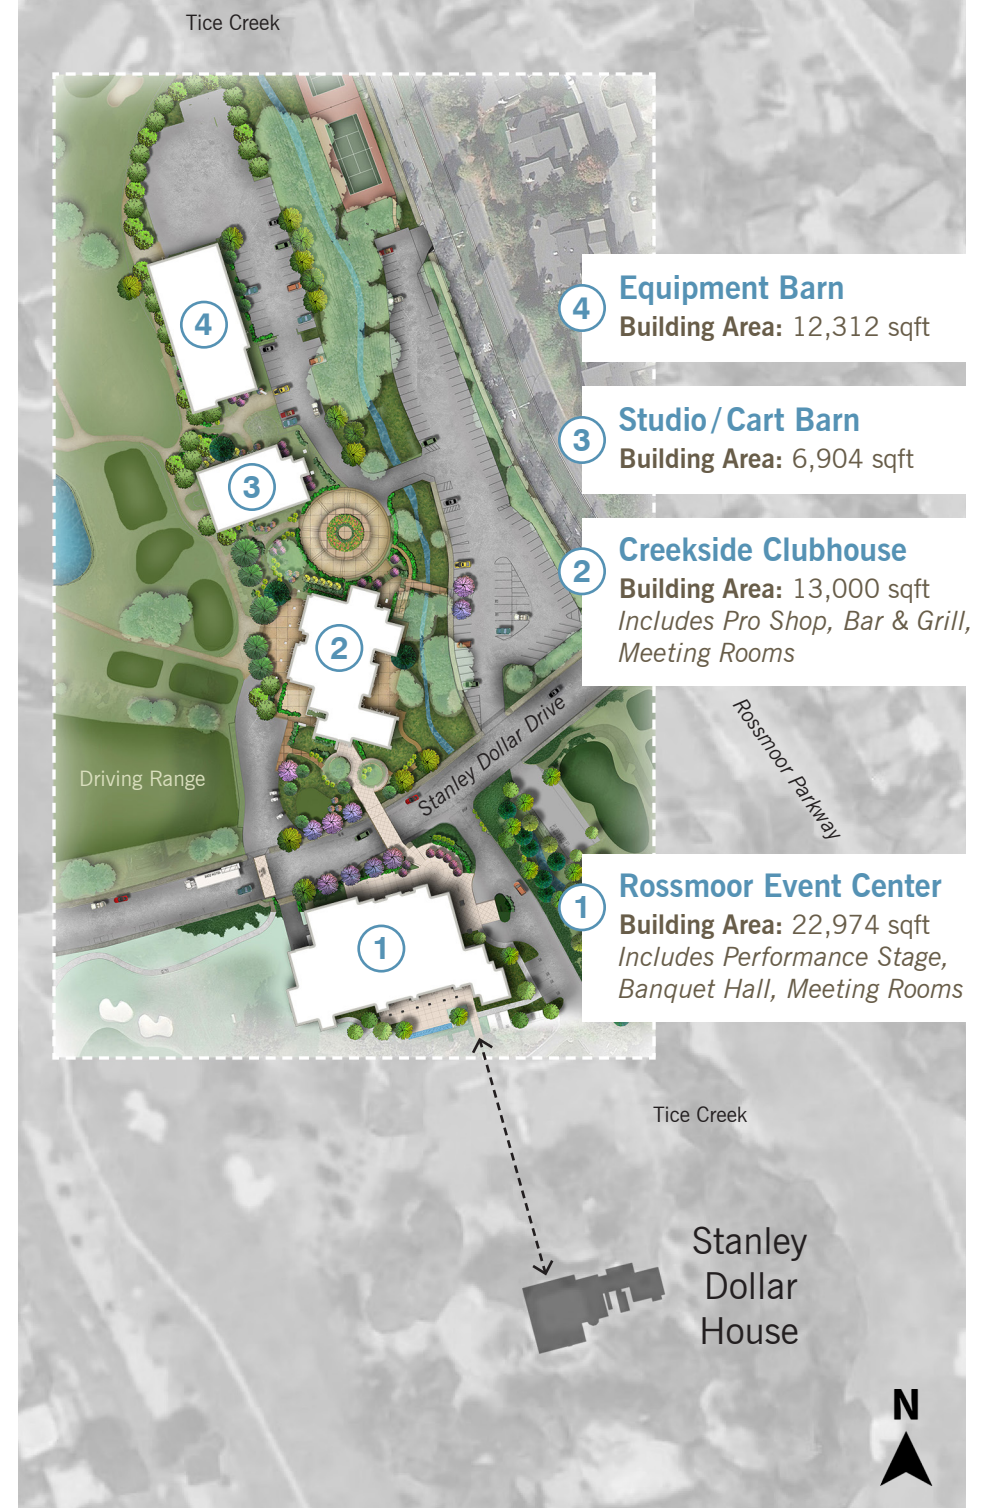 Tice Creek
4
Equipment Barn
Building Area: 12,312 sqft
4
3
Studio/Cart Barn
Building Area: 6,904 sqft
3
2
Creekside Clubhouse
Building Area: 13,000 sqft
Includes Pro Shop, Bar & Grill,
Meeting Rooms
2
Rossmoor Parkway
Stanley Dollar Drive
Driving Range
1
Rossmoor Event Center
Building Area: 22,974 sqft
Includes Performance Stage,
Banquet Hall, Meeting Rooms
1
Tice Creek
Stanley
Dollar
House
N